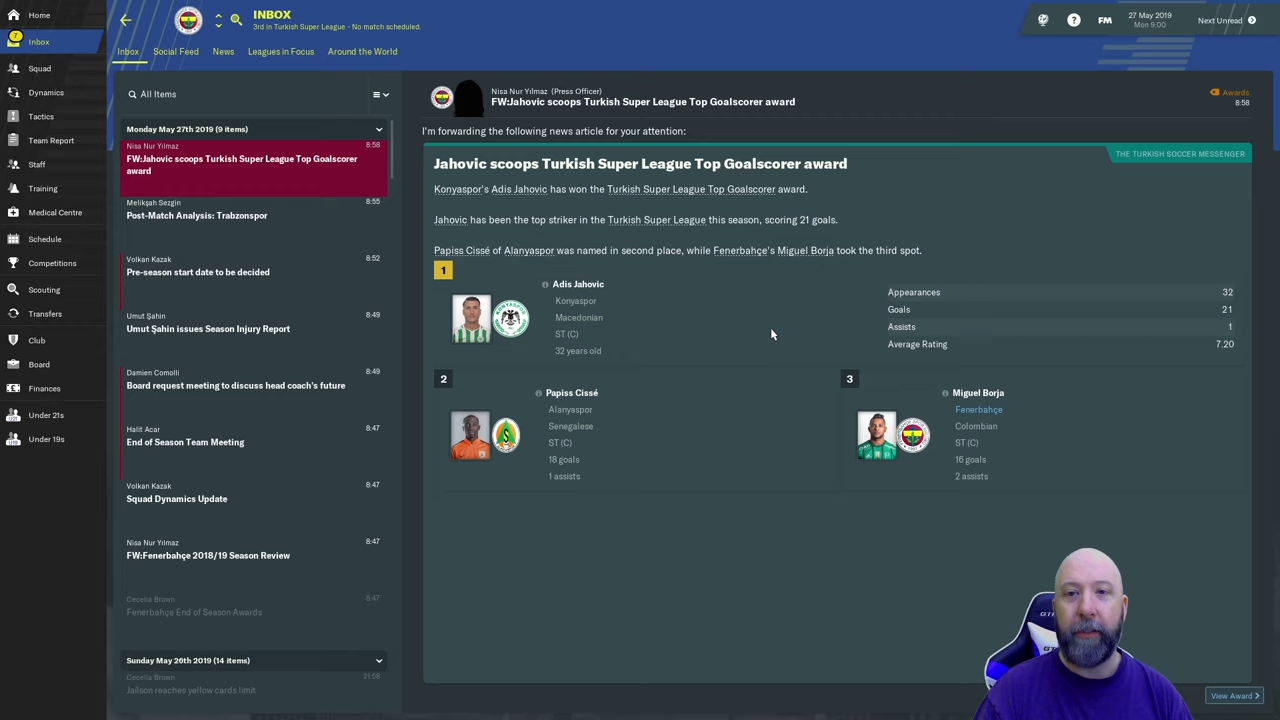 Home
7
Inbox
Squad
Dynamics
Tactics
Team Report
Staff
Training
Medical Centre
Schedule
Competitions
Scouting
Transfers
Club
Board
Finances
Under 21s
Under 19s
INBOX
3rd in Turkish Super League - No match scheduled.
FM
27 May 2019
Mon 9:00
Next Unread
Inbox Social Feed News Leagues in Focus Around the World
All Items
Monday May 27th 2019 (9 items)
Nisa Nur Yılmaz 8:58
FW:Jahovic scoops Turkish Super League Top Goalscorer
award
Melikşah Sezgin 8:55
Post-Match Analysis: Trabzonspor
Volkan Kazak 8:52
Pre-season start date to be decided
Umut Şahin 8:49
Umut Şahin issues Season Injury Report
Damien Comolli 8:49
Board request meeting to discuss head coach's future
Halit Acar 8:47
End of Season Team Meeting
Volkan Kazak 8:47
Squad Dynamics Update
Nisa Nur Yılmaz 8:47
FW:Fenerbahçe 2018/19 Season Review
Cecelia Brown 8:47
Fenerbahçe End of Season Awards
Sunday May 26th 2019 (14 items)
Cecelia Brown 21:58
Jailson reaches yellow cards limit
Nisa Nur Yılmaz (Press Officer)
FW:Jahovic scoops Turkish Super League Top Goalscorer award
Awards
8:58
I'm forwarding the following news article for your attention:
THE TURKISH SOCCER MESSENGER
Jahovic scoops Turkish Super League Top Goalscorer award
Konyaspor's Adis Jahovic has won the Turkish Super League Top Goalscorer award.
Jahovic has been the top striker in the Turkish Super League this season, scoring 21 goals.
Papiss Cissé of Alanyaspor was named in second place, while Fenerbahçe's Miguel Borja took the third spot.
1
Adis Jahovic
Konyaspor
Macedonian
ST (C)
32 years old
Appearances 32
Goals 21
Assists 1
Average Rating 7.20
2
Papiss Cissé
Alanyaspor
Senegalese
ST (C)
18 goals
1 assists
3
Miguel Borja
Fenerbahçe
Colombian
ST (C)
16 goals
2 assists
View Award